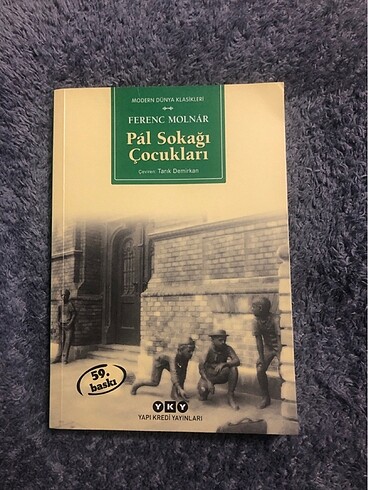 MODERN DÜNYA KLASİKLERİ
FERENC MOLNÁR
Pál Sokağı
Çocukları
Çeviren: Tarık Demirkan
59.
baskı
YKY
YAPI KREDİ YAYINLARI